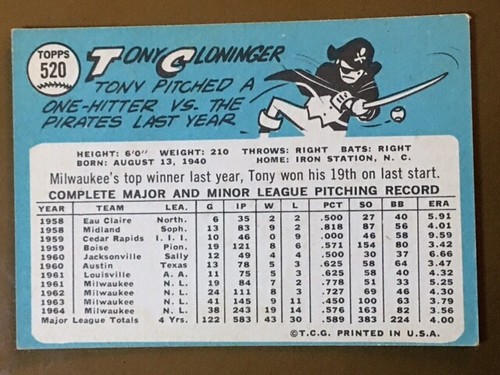 TOPPS
520
TONY CLONINGER
TONY PITCHED A
ONE-HITTER VS. THE
PIRATES LAST YEAR
HEIGHT: 6'0" WEIGHT: 210 THROWS: RIGHT BATS: RIGHT
BORN: AUGUST 13, 1940 HOME: IRON STATION, N. C.
Milwaukee's top winner last year, Tony won his 19th on last start.
COMPLETE MAJOR AND MINOR LEAGUE PITCHING RECORD
YEAR TEAM LEA. G IP W L PCT SO BB ERA
1958 Eau Claire North. 6 35 2 2 .500 27 40 5.91
1958 Midland Soph. 13 83 9 2 .818 87 56 4.01
1959 Cedar Rapids I. I. I. 10 46 0 9 .000 46 58 9.59
1959 Boise Pion. 19 121 8 6 .571 154 80 3.42
1960 Jacksonville Sally 12 49 4 4 .500 30 37 6.66
1960 Austin Texas 13 78 5 3 .625 58 64 3.47
1961 Louisville A. A. 11 75 5 3 .625 58 40 4.32
1961 Milwaukee N. L. 19 84 7 2 .778 51 33 5.25
1962 Milwaukee N. L. 24 111 8 3 .727 69 46 4.30
1963 Milwaukee N. L. 41 145 9 11 .450 100 63 3.79
1964 Milwaukee N. L. 38 243 19 14 .576 163 82 3.56
Major League Totals 4 Yrs. 122 583 43 30 .589 383 224 4.00
©T.C.G. PRINTED IN U.S.A.